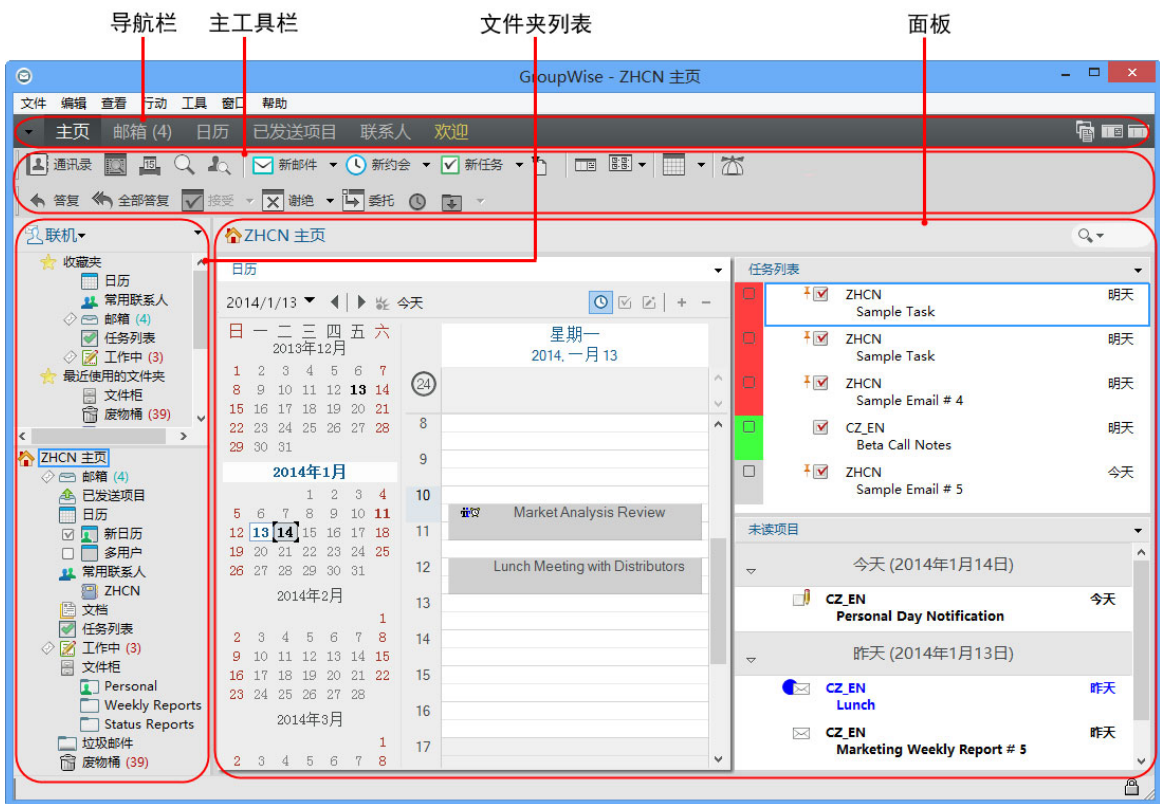 导航栏 主工具栏 文件夹列表 面板
GroupWise - ZHCN 主页
文件 编辑 查看 行动 工具 窗口 帮助
主页 邮箱 (4) 日历 已发送项目 联系人 欢迎
通讯录 15 新邮件 新约会 新任务
答复 全部答复 接受 谢绝 委托
联机
收藏夹
日历
常用联系人
邮箱 (4)
任务列表
工作中 (3)
最近使用的文件夹
文件柜
废物桶 (39)
ZHCN 主页
邮箱 (4)
已发送项目
日历
新日历
多用户
常用联系人
ZHCN
文档
任务列表
工作中 (3)
文件柜
Personal
Weekly Reports
Status Reports
垃圾邮件
废物桶 (39)
ZHCN 主页
日历
2014/1/13 今天
日 一 二 三 四 五 六
2013年12月
1 2 3 4 5 6 7
8 9 10 11 12 13 14
15 16 17 18 19 20 21
22 23 24 25 26 27 28
29 30 31
2014年1月
1 2 3 4
5 6 7 8 9 10 11
12 13 14 15 16 17 18
19 20 21 22 23 24 25
26 27 28 29 30 31
2014年2月
1
2 3 4 5 6 7 8
9 10 11 12 13 14 15
16 17 18 19 20 21 22
23 24 25 26 27 28
2014年3月
1
2 3 4 5 6 7 8
星期一
2014, 一月 13
24
8
9
10
Market Analysis Review
11
12 Lunch Meeting with Distributors
13
14
15
16
17
任务列表
ZHCN 明天
Sample Task
ZHCN 明天
Sample Task
ZHCN 明天
Sample Email # 4
CZ_EN 明天
Beta Call Notes
ZHCN 今天
Sample Email # 5
未读项目
今天 (2014年1月14日)
CZ_EN 今天
Personal Day Notification
昨天 (2014年1月13日)
CZ_EN 昨天
Lunch
CZ_EN 昨天
Marketing Weekly Report # 5